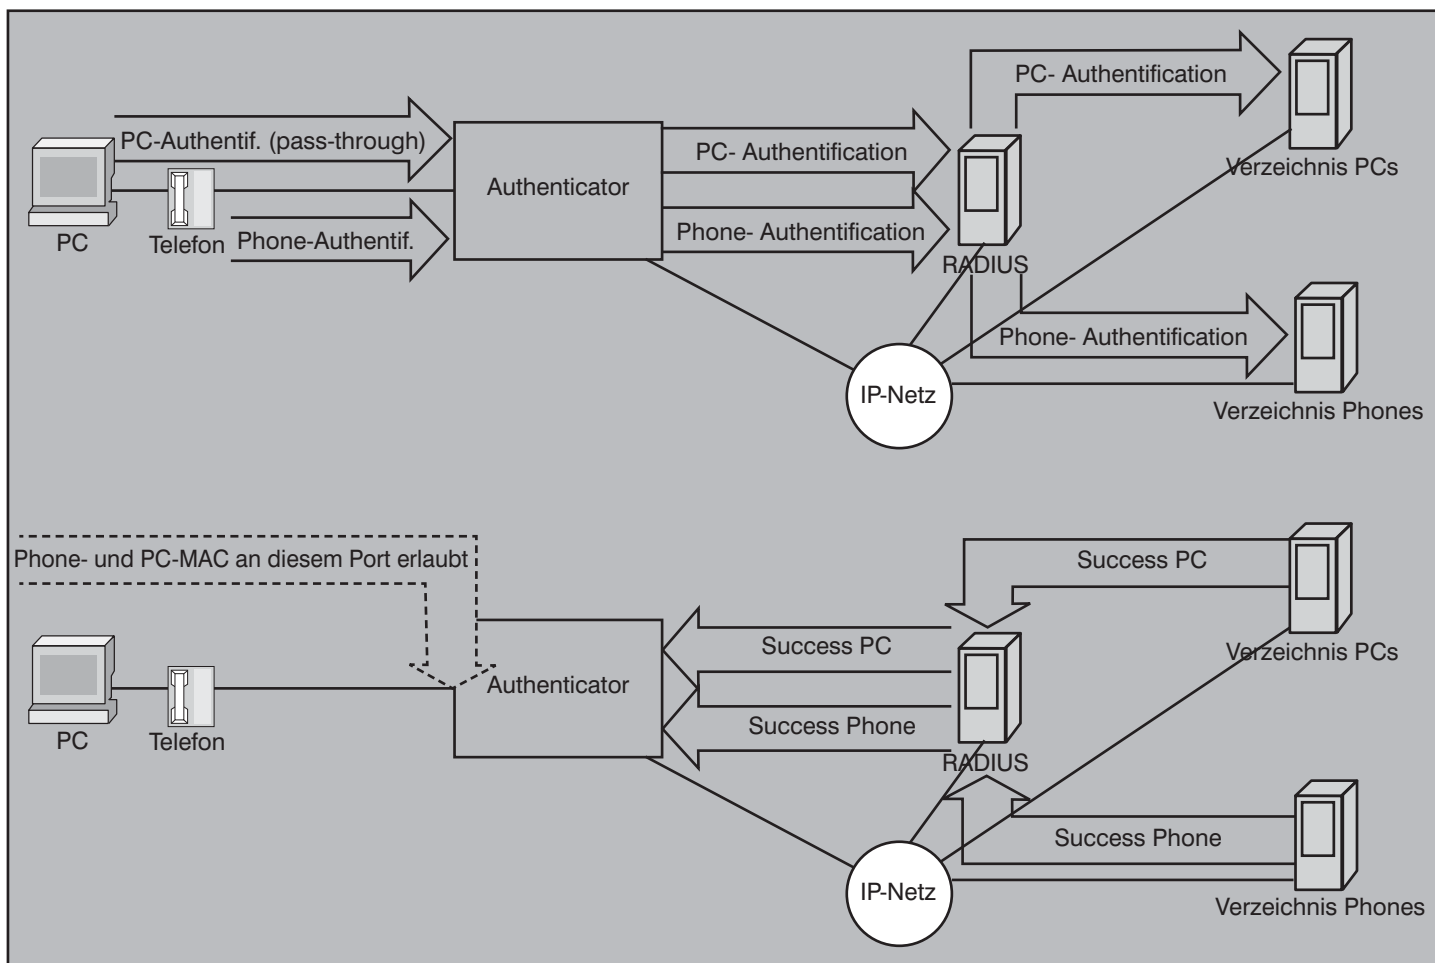 PC- Authentification
PC-Authentif. (pass-through)
PC- Authentification
Verzeichnis PCs
Authenticator
PC
Telefon
Phone-Authentif.
Phone- Authentification
RADIUS
Phone- Authentification
IP-Netz
Verzeichnis Phones
Phone- und PC-MAC an diesem Port erlaubt
Success PC
Success PC
Verzeichnis PCs
Authenticator
Success Phone
PC
Telefon
RADIUS
Success Phone
IP-Netz
Verzeichnis Phones